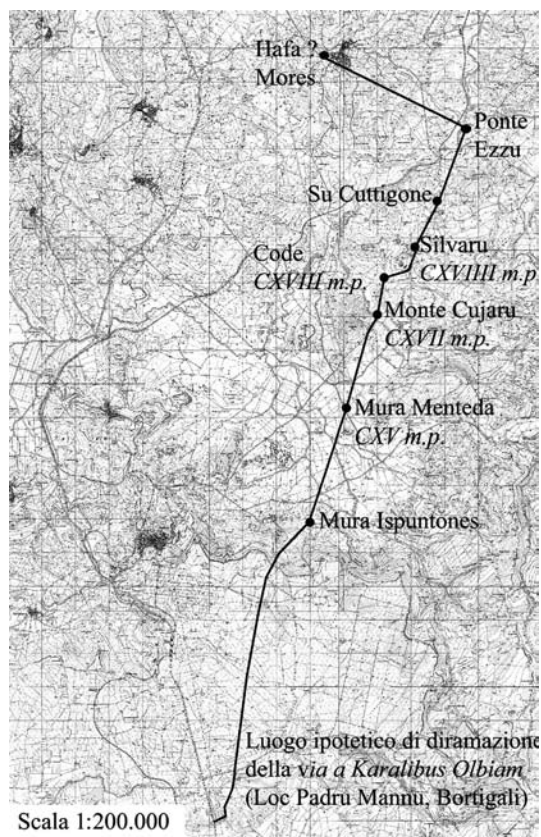 Hafa ?
Mores
Ponte
Ezzu
Su Cuttigone
Silvaru
CXVIIII m.p.
Code
CXVIII m.p.
Monte Cujaru
CXVII m.p.
Mura Menteda
CXV m.p.
Mura Ispuntones
Luogo ipotetico di diramazione
della via a Karalibus Olbiam
(Loc Padru Mannu, Bortigali)
Scala 1:200.000